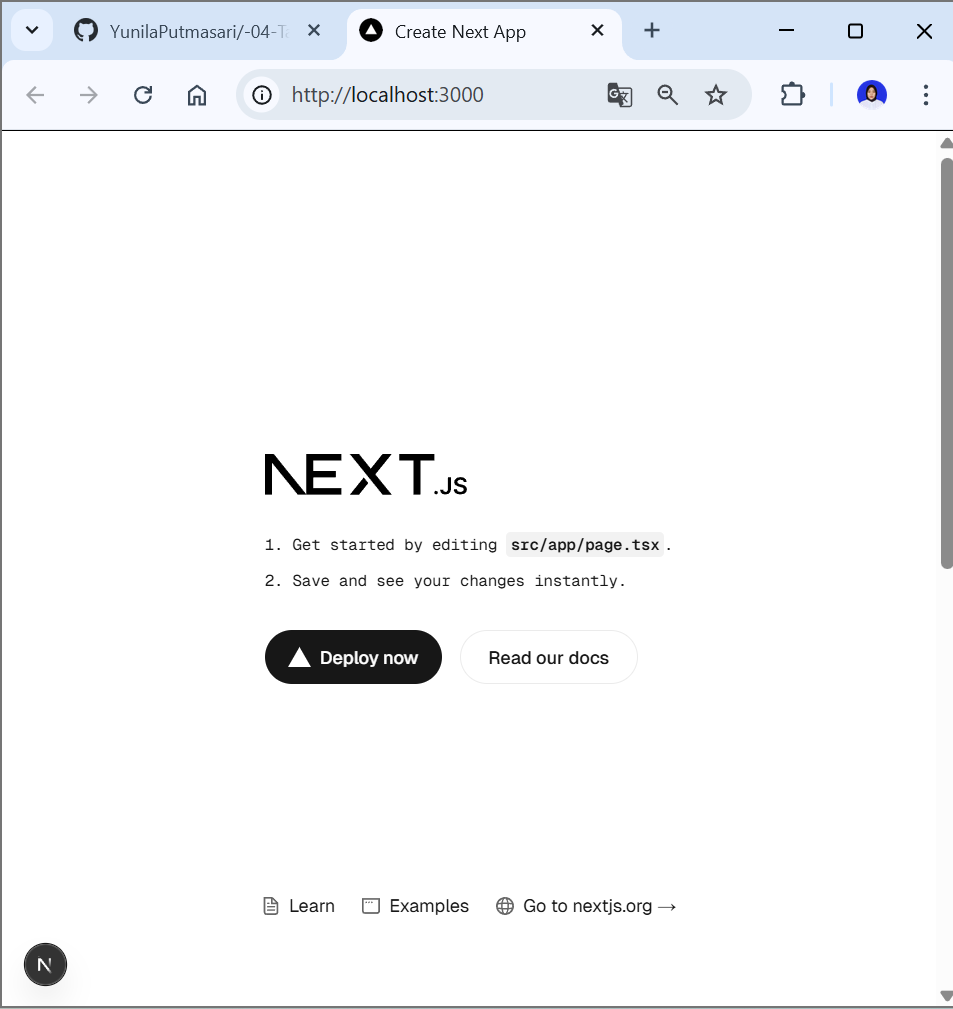 YunilaPutmasari/-04-Ta
Create Next App
http://localhost:3000
NEXT.JS
1. Get started by editing src/app/page.tsx.
2. Save and see your changes instantly.
Deploy now
Read our docs
Learn
Examples
Go to nextjs.org →
N